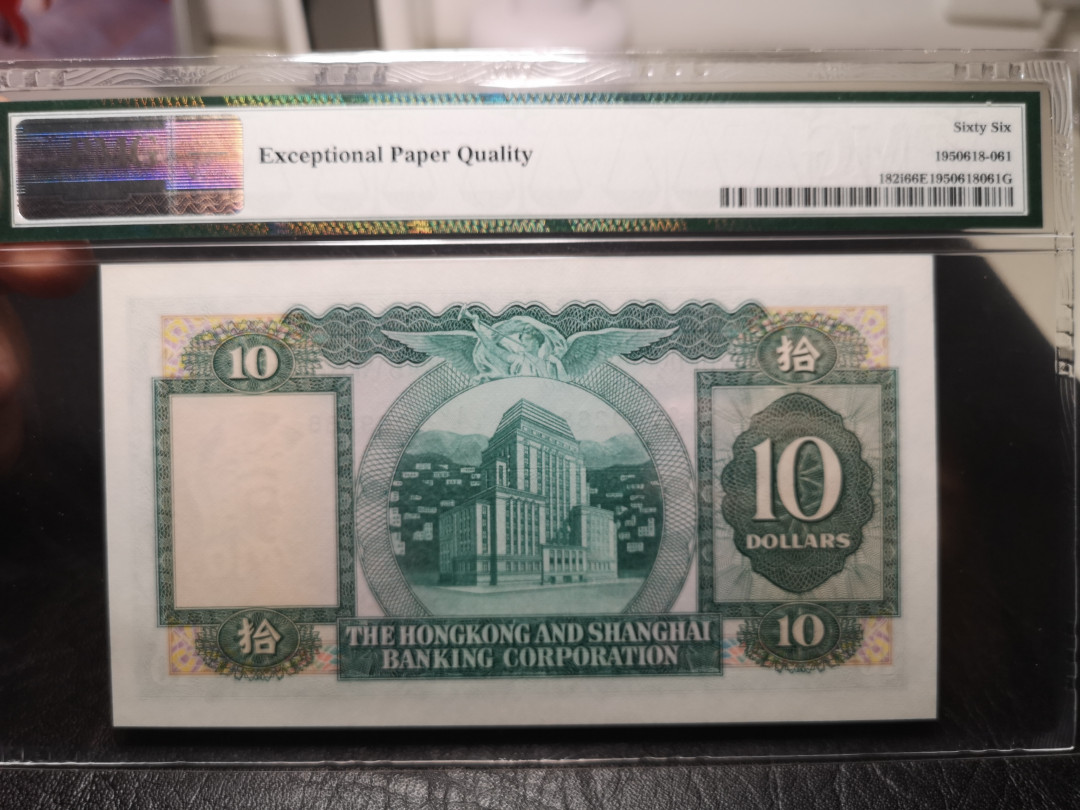 Exceptional Paper Quality
Sixty Six
1950618-061
182i66E1950618061G
10
拾
10
DOLLARS
拾
THE HONGKONG AND SHANGHAI
BANKING CORPORATION
10